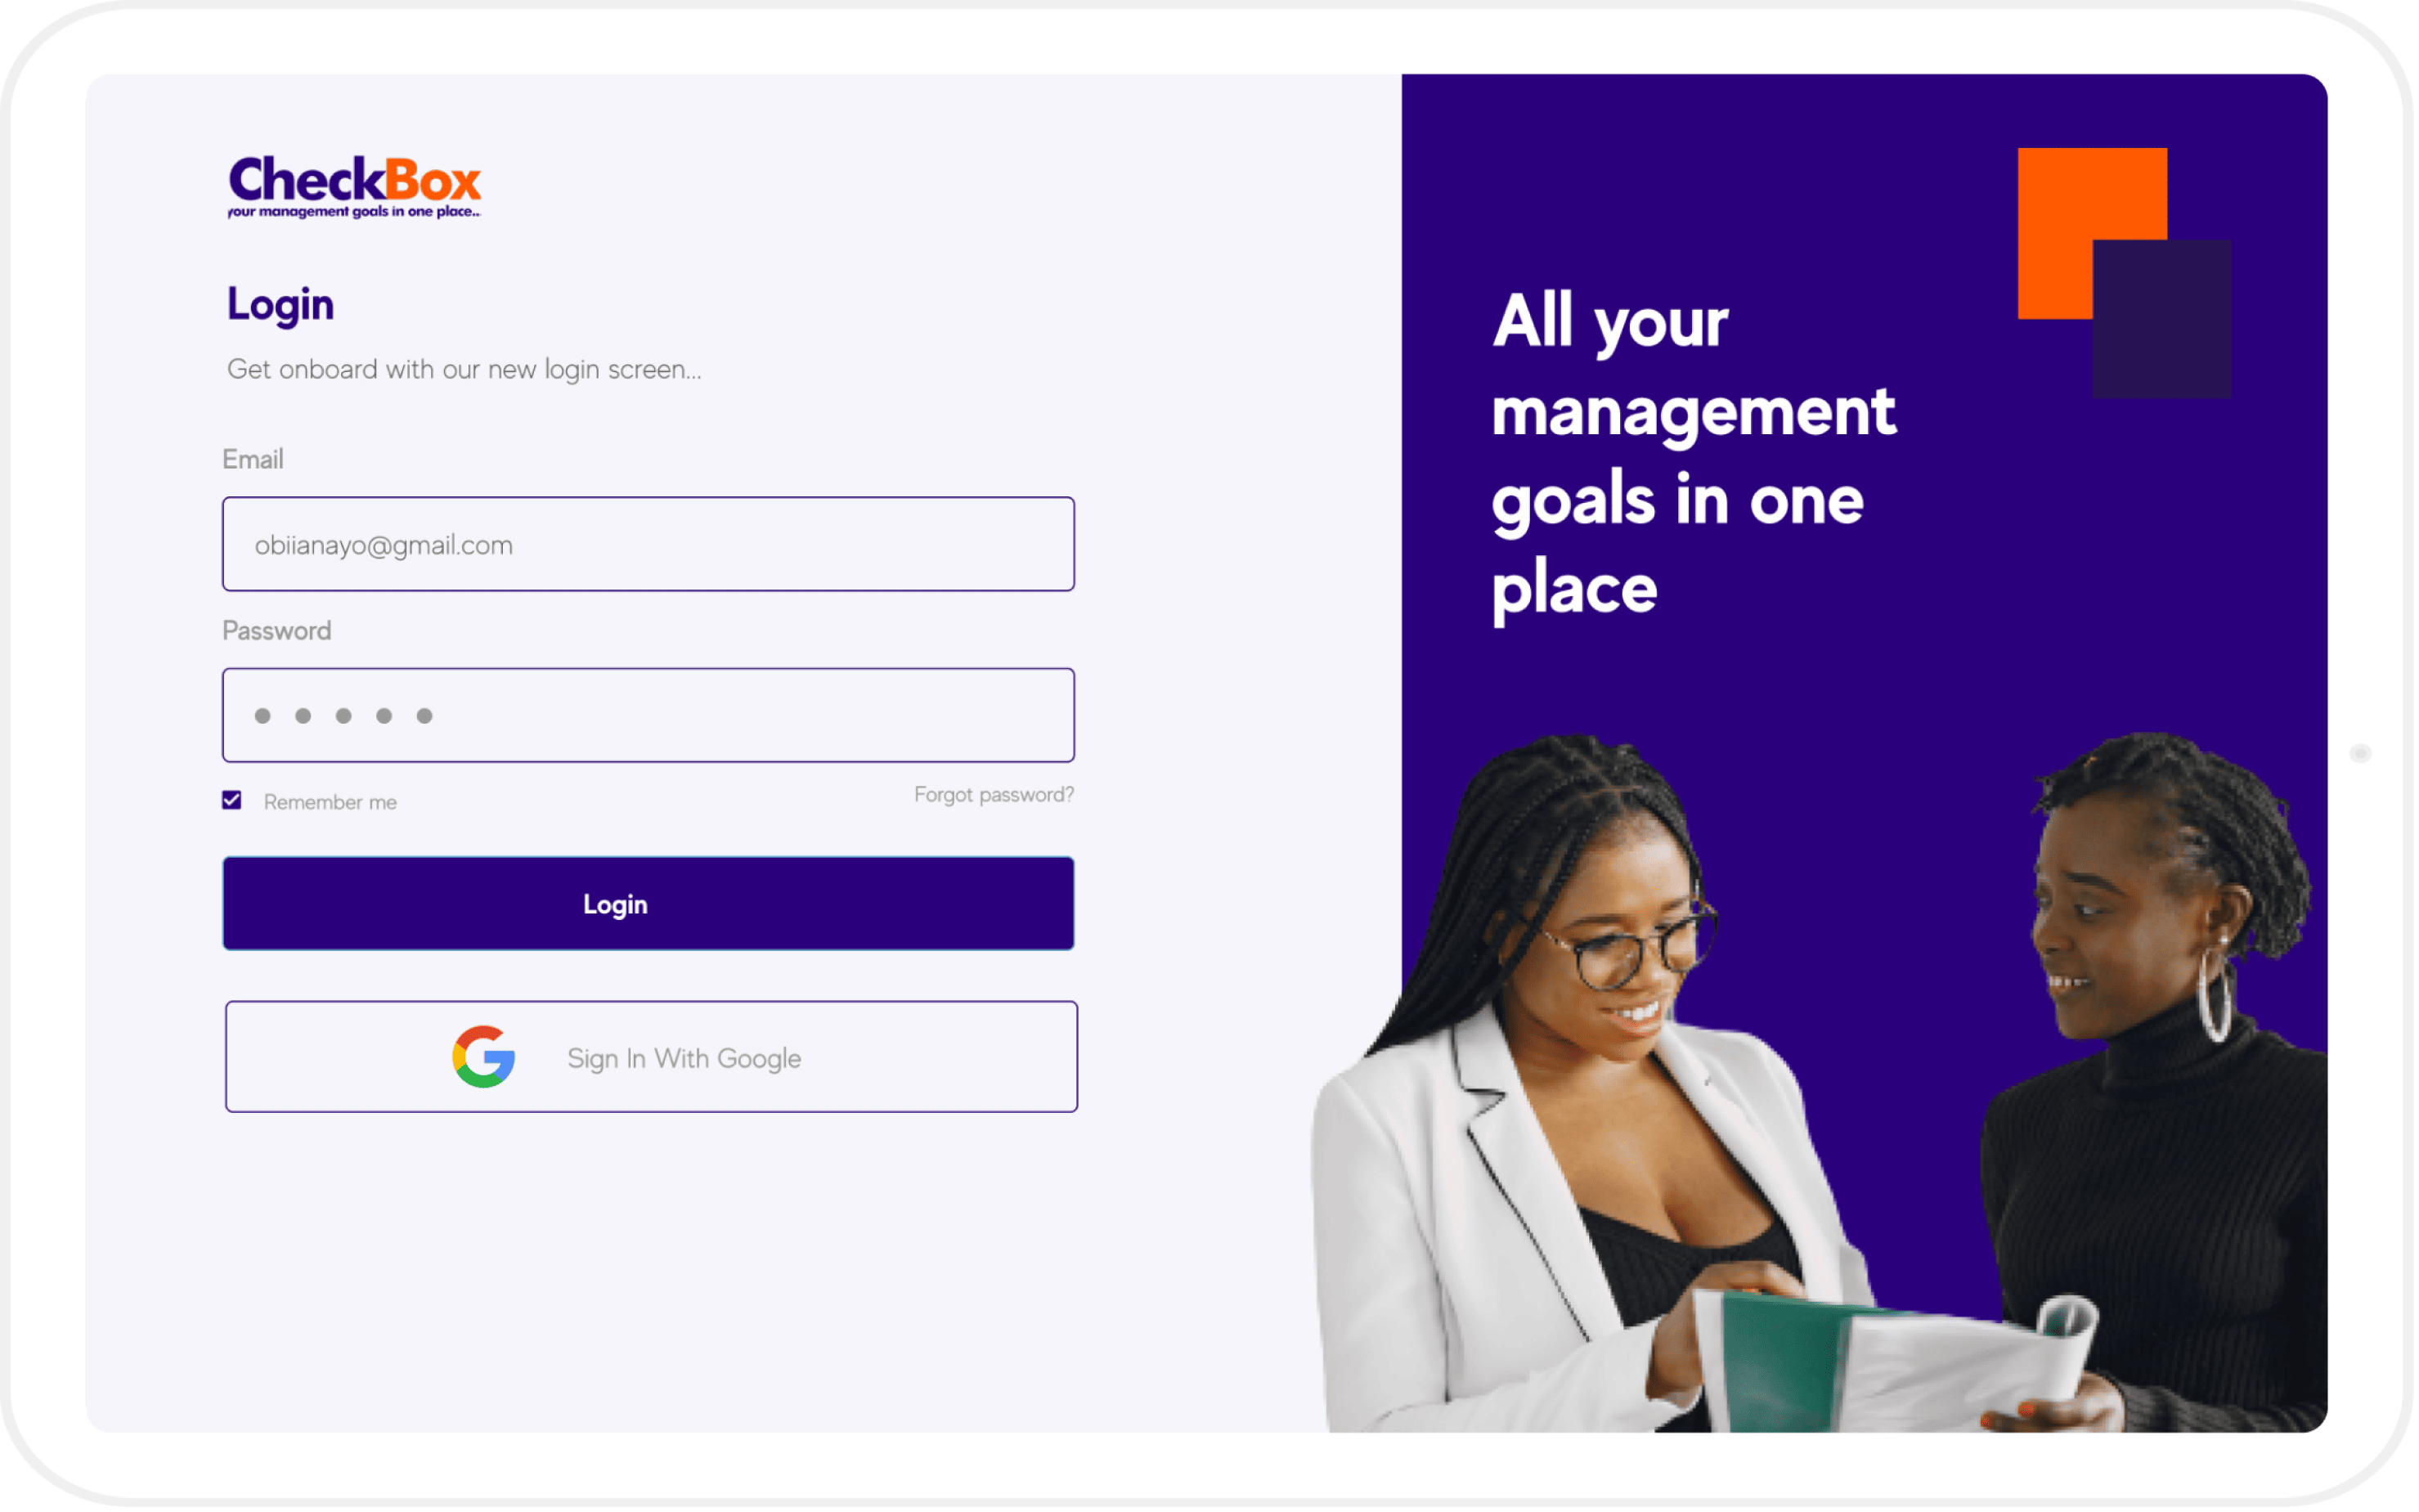 CheckBox
your management goals in one place..
Login
Get onboard with our new login screen...
Email
obiianayo@gmail.com
Password
Remember me
Forgot password?
Login
Sign In With Google
All your
management
goals in one
place